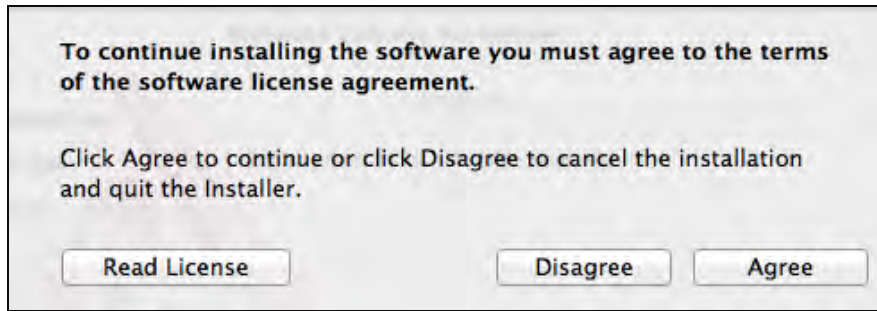 To continue installing the software you must agree to the terms
of the software license agreement.
Click Agree to continue or click Disagree to cancel the installation
and quit the Installer.
Read License
Disagree
Agree